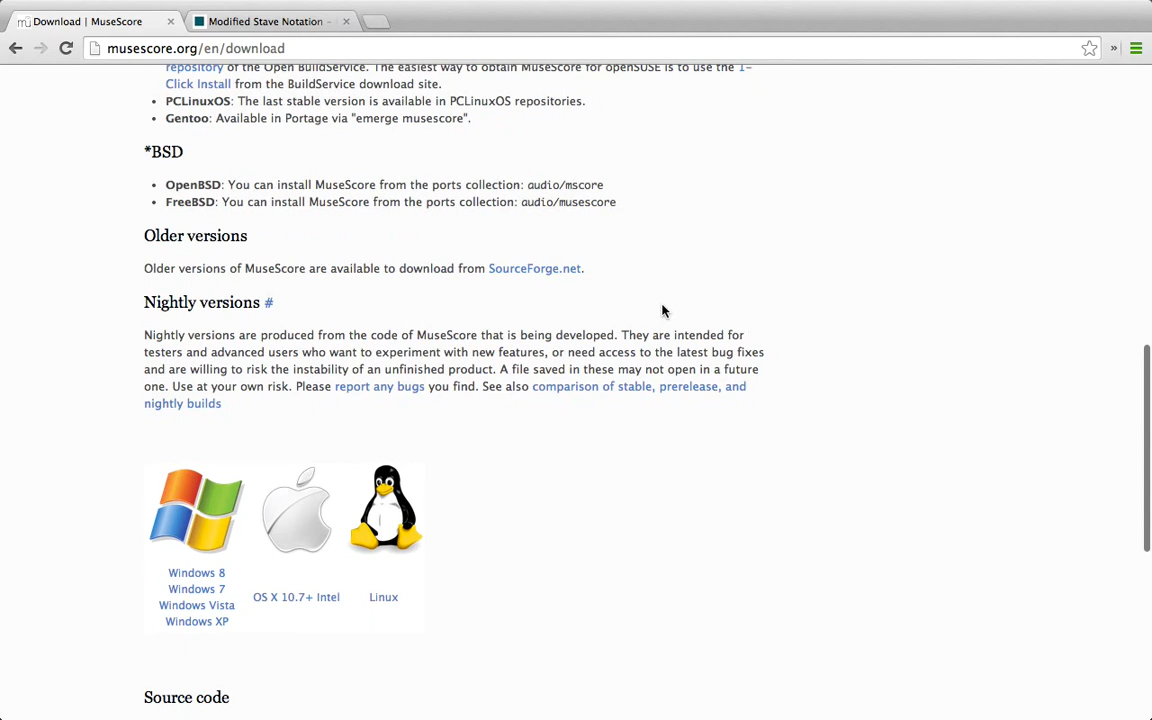 Download | MuseScore
Modified Stave Notation -
musescore.org/en/download
repository of the Open BuildService. The easiest way to obtain MuseScore for openSUSE is to use the 1-
Click Install from the BuildService download site.
PCLinuxOS: The last stable version is available in PCLinuxOS repositories.
Gentoo: Available in Portage via "emerge musescore".
*BSD
OpenBSD: You can install MuseScore from the ports collection: audio/mscore
FreeBSD: You can install MuseScore from the ports collection: audio/musescore
Older versions
Older versions of MuseScore are available to download from SourceForge.net.
Nightly versions #
Nightly versions are produced from the code of MuseScore that is being developed. They are intended for
testers and advanced users who want to experiment with new features, or need access to the latest bug fixes
and are willing to risk the instability of an unfinished product. A file saved in these may not open in a future
one. Use at your own risk. Please report any bugs you find. See also comparison of stable, prerelease, and
nightly builds
Windows 8
Windows 7
Windows Vista
Windows XP
OS X 10.7+ Intel
Linux
Source code